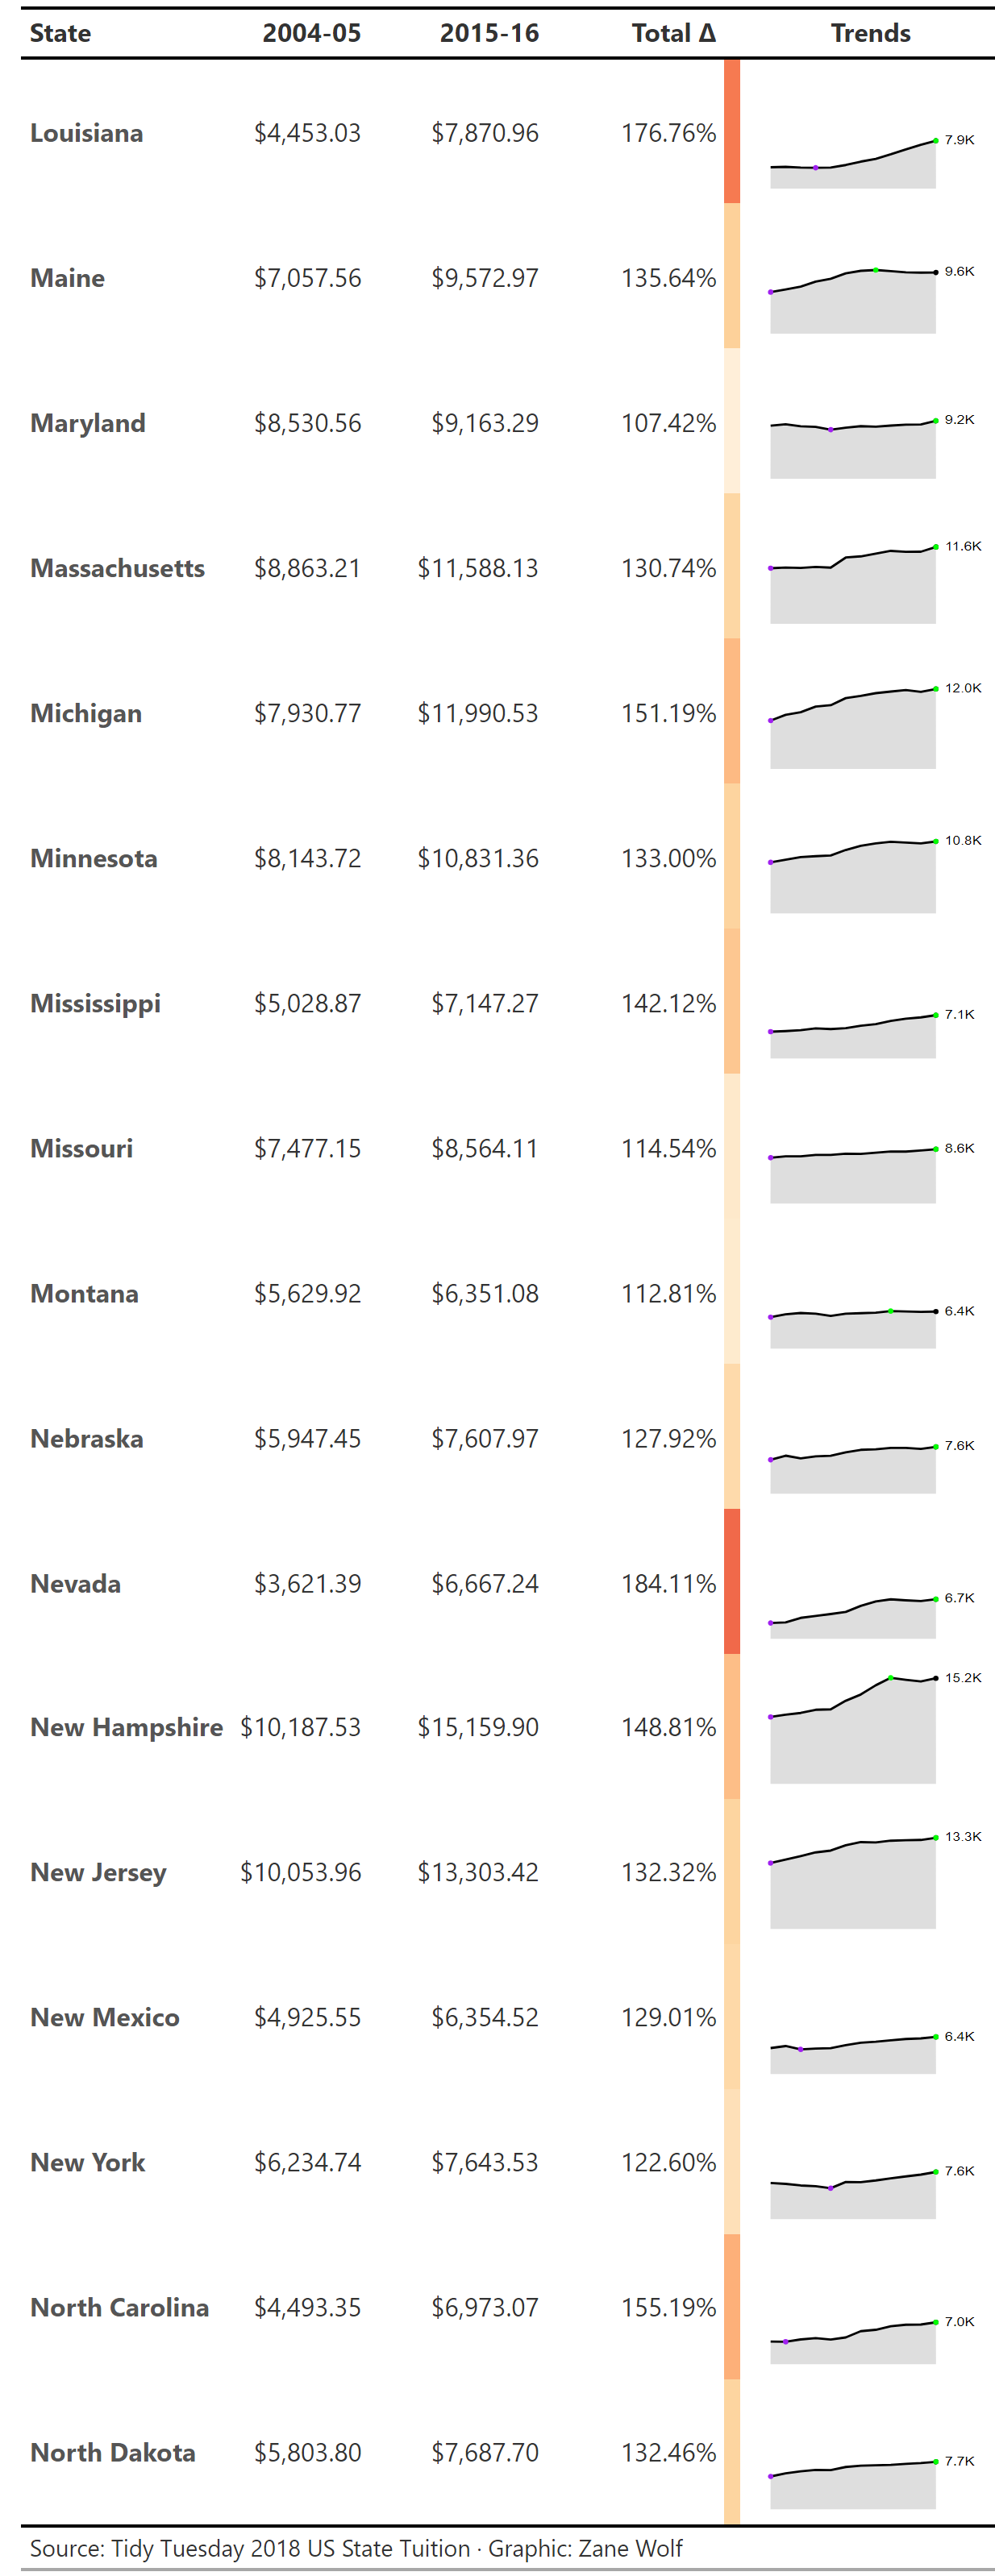 State 2004-05 2015-16 Total Δ Trends
Louisiana $4,453.03 $7,870.96 176.76% 7.9K
Maine $7,057.56 $9,572.97 135.64% 9.6K
Maryland $8,530.56 $9,163.29 107.42% 9.2K
Massachusetts $8,863.21 $11,588.13 130.74% 11.6K
Michigan $7,930.77 $11,990.53 151.19% 12.0K
Minnesota $8,143.72 $10,831.36 133.00% 10.8K
Mississippi $5,028.87 $7,147.27 142.12% 7.1K
Missouri $7,477.15 $8,564.11 114.54% 8.6K
Montana $5,629.92 $6,351.08 112.81% 6.4K
Nebraska $5,947.45 $7,607.97 127.92% 7.6K
Nevada $3,621.39 $6,667.24 184.11% 6.7K
New Hampshire $10,187.53 $15,159.90 148.81% 15.2K
New Jersey $10,053.96 $13,303.42 132.32% 13.3K
New Mexico $4,925.55 $6,354.52 129.01% 6.4K
New York $6,234.74 $7,643.53 122.60% 7.6K
North Carolina $4,493.35 $6,973.07 155.19% 7.0K
North Dakota $5,803.80 $7,687.70 132.46% 7.7K
Source: Tidy Tuesday 2018 US State Tuition · Graphic: Zane Wolf